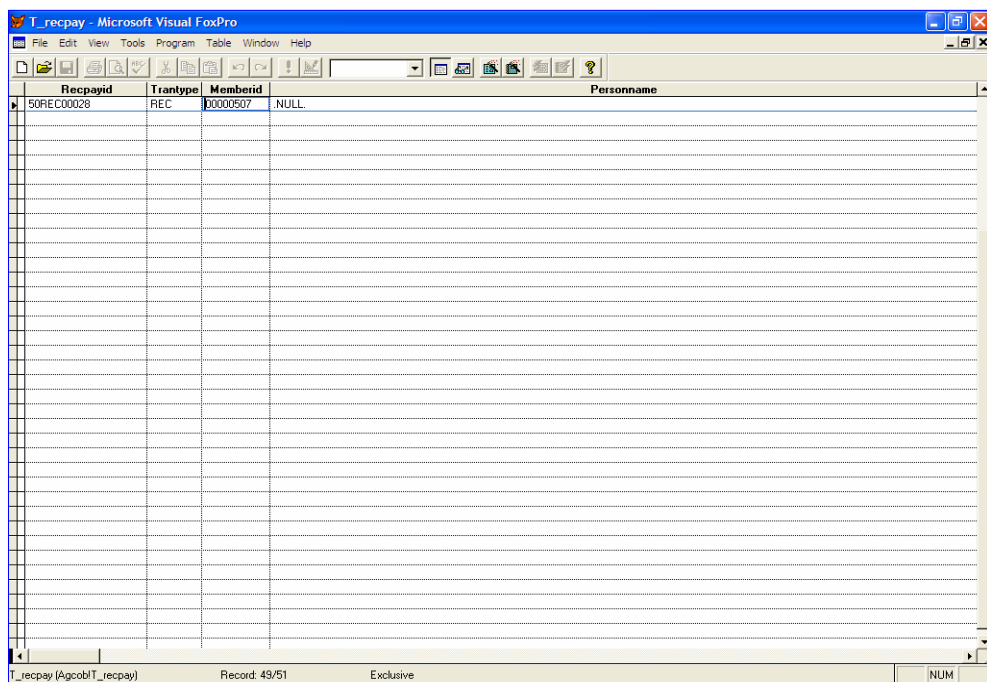 T_recpay - Microsoft Visual FoxPro
File Edit View Tools Program Table Window Help
Recpayid Trantype Memberid Personname
50REC00028 REC 00000507 .NULL.
T_recpay (Agcob!T_recpay) Record: 49/51 Exclusive NUM